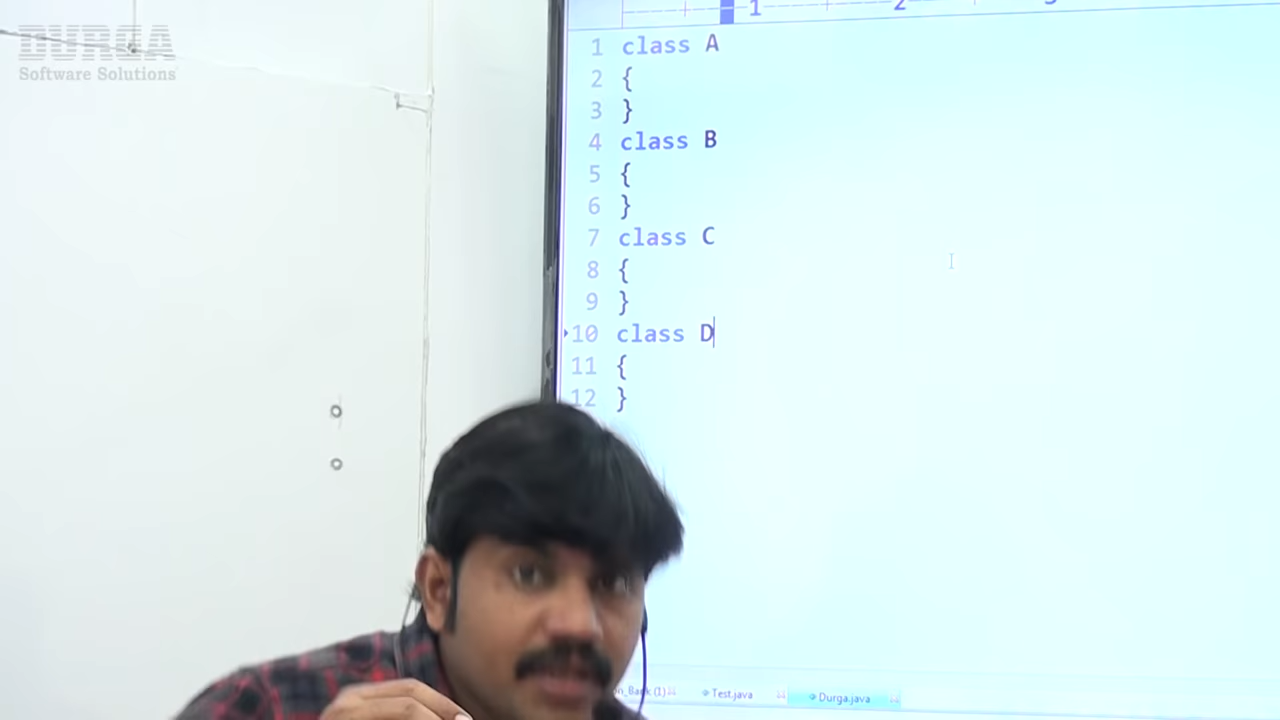 DURGA
Software Solutions
1 2
1 class A
2 {
3 }
4 class B
5 {
6 }
7 class C
8 {
9 }
10 class D
11 {
12 }
Test.java
Durga.java